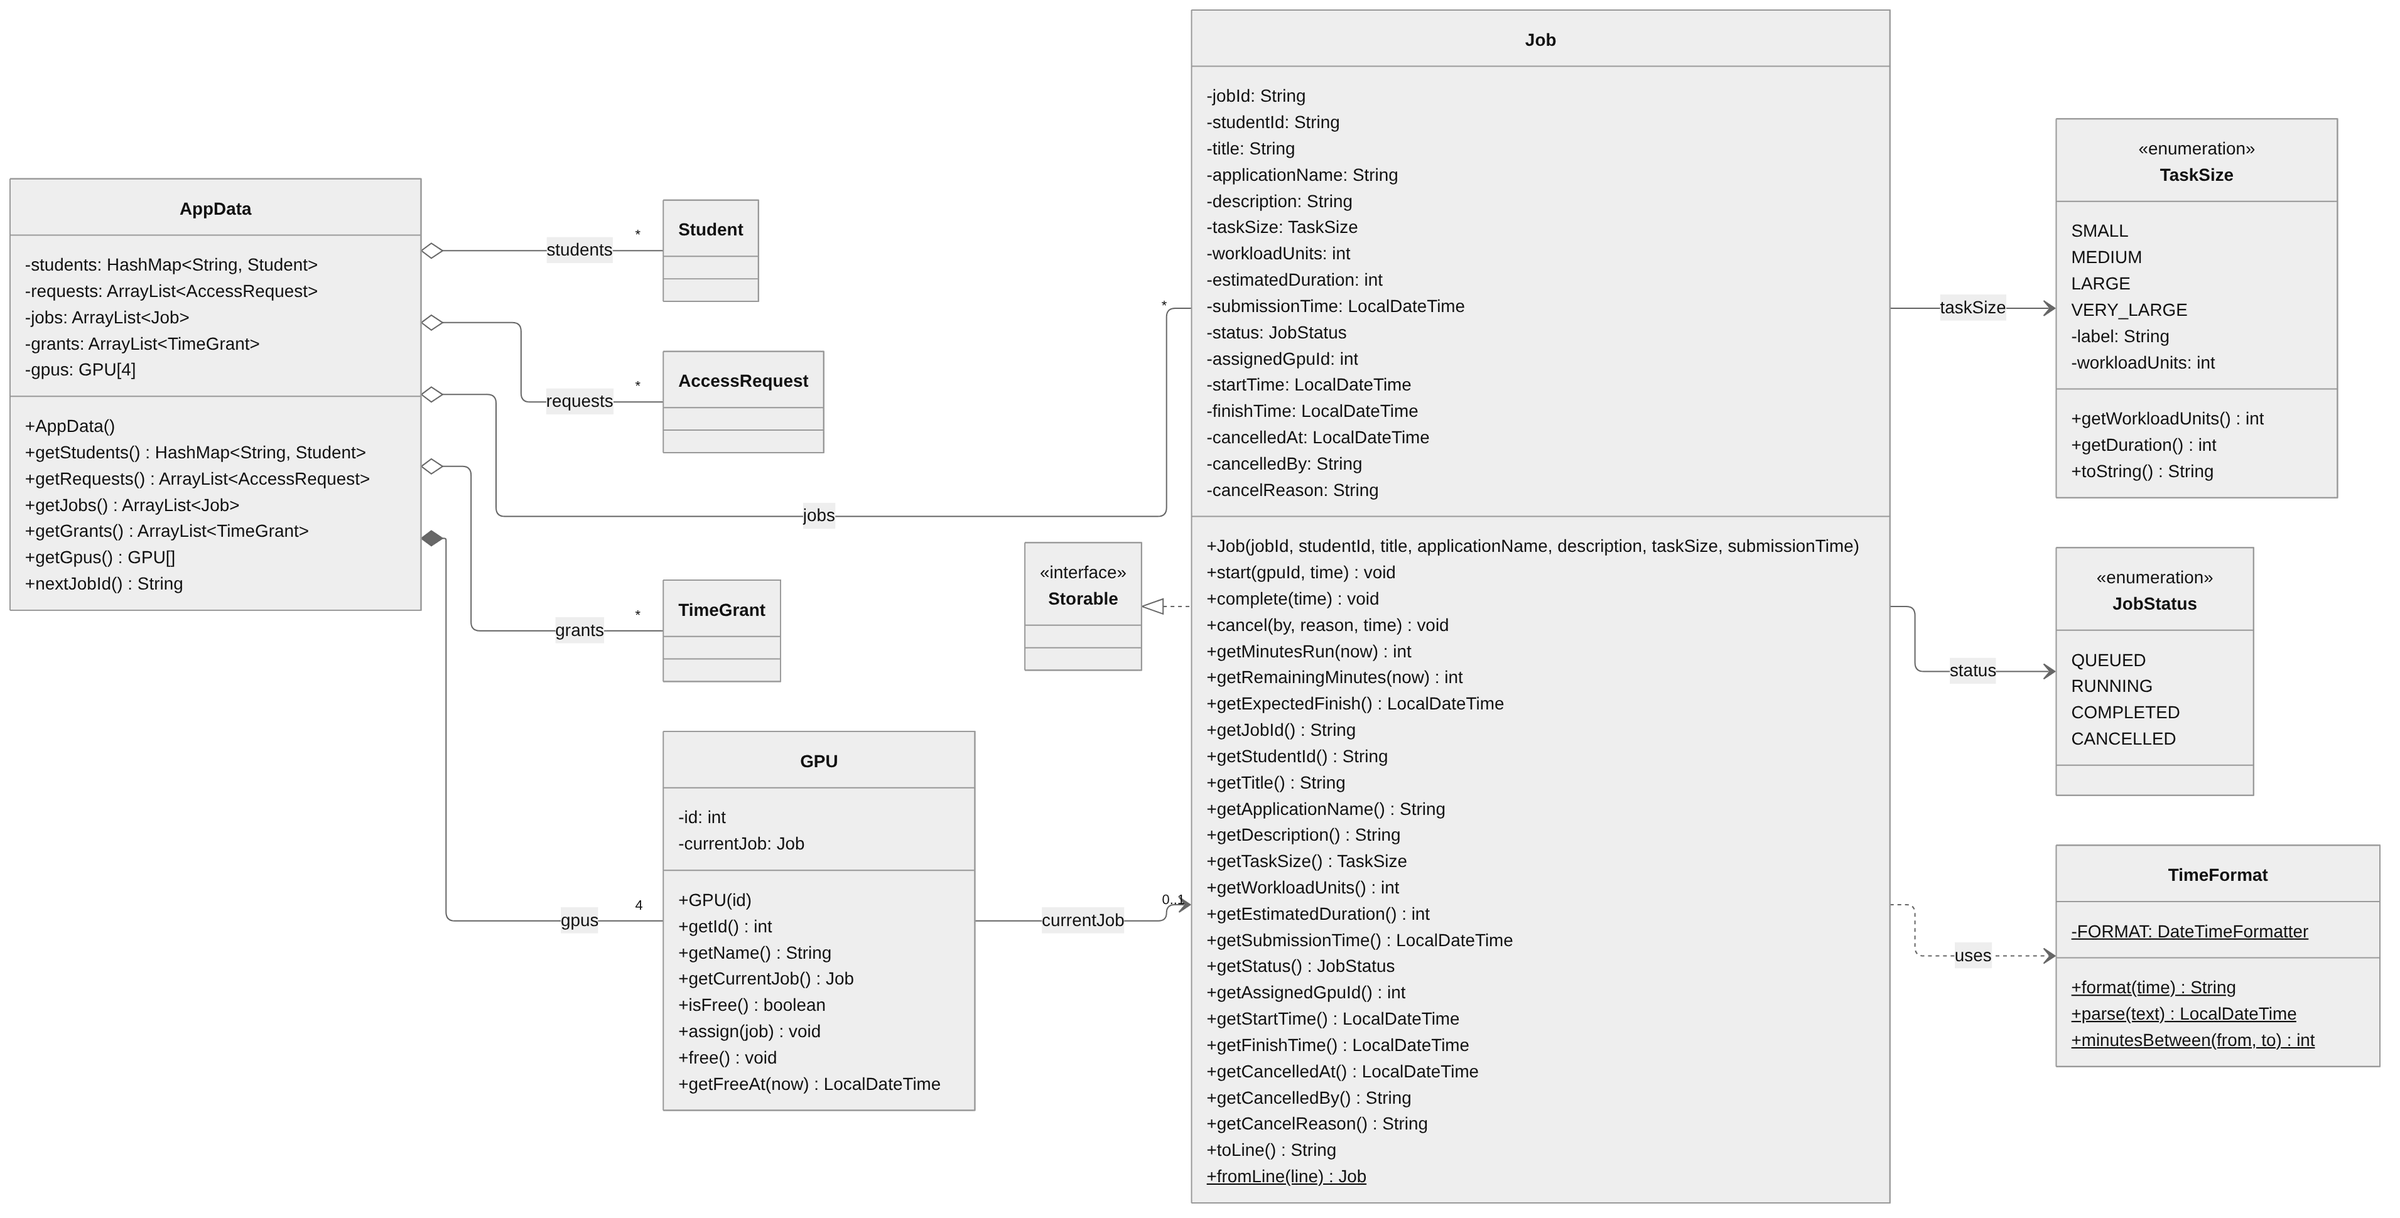 AppData
-students: HashMap<String, Student>
-requests: ArrayList<AccessRequest>
-jobs: ArrayList<Job>
-grants: ArrayList<TimeGrant>
-gpus: GPU[4]
+AppData()
+getStudents() : HashMap<String, Student>
+getRequests() : ArrayList<AccessRequest>
+getJobs() : ArrayList<Job>
+getGrants() : ArrayList<TimeGrant>
+getGpus() : GPU[]
+nextJobId() : String
students
*
requests
*
jobs
*
grants
*
gpus
4
Student
AccessRequest
TimeGrant
GPU
-id: int
-currentJob: Job
+GPU(id)
+getId() : int
+getName() : String
+getCurrentJob() : Job
+isFree() : boolean
+assign(job) : void
+free() : void
+getFreeAt(now) : LocalDateTime
currentJob
0..1
«interface»
Storable
Job
-jobId: String
-studentId: String
-title: String
-applicationName: String
-description: String
-taskSize: TaskSize
-workloadUnits: int
-estimatedDuration: int
-submissionTime: LocalDateTime
-status: JobStatus
-assignedGpuId: int
-startTime: LocalDateTime
-finishTime: LocalDateTime
-cancelledAt: LocalDateTime
-cancelledBy: String
-cancelReason: String
+Job(jobId, studentId, title, applicationName, description, taskSize, submissionTime)
+start(gpuId, time) : void
+complete(time) : void
+cancel(by, reason, time) : void
+getMinutesRun(now) : int
+getRemainingMinutes(now) : int
+getExpectedFinish() : LocalDateTime
+getJobId() : String
+getStudentId() : String
+getTitle() : String
+getApplicationName() : String
+getDescription() : String
+getTaskSize() : TaskSize
+getWorkloadUnits() : int
+getEstimatedDuration() : int
+getSubmissionTime() : LocalDateTime
+getStatus() : JobStatus
+getAssignedGpuId() : int
+getStartTime() : LocalDateTime
+getFinishTime() : LocalDateTime
+getCancelledAt() : LocalDateTime
+getCancelledBy() : String
+getCancelReason() : String
+toLine() : String
+fromLine(line) : Job
taskSize
status
uses
«enumeration»
TaskSize
SMALL
MEDIUM
LARGE
VERY_LARGE
-label: String
-workloadUnits: int
+getWorkloadUnits() : int
+getDuration() : int
+toString() : String
«enumeration»
JobStatus
QUEUED
RUNNING
COMPLETED
CANCELLED
TimeFormat
-FORMAT: DateTimeFormatter
+format(time) : String
+parse(text) : LocalDateTime
+minutesBetween(from, to) : int